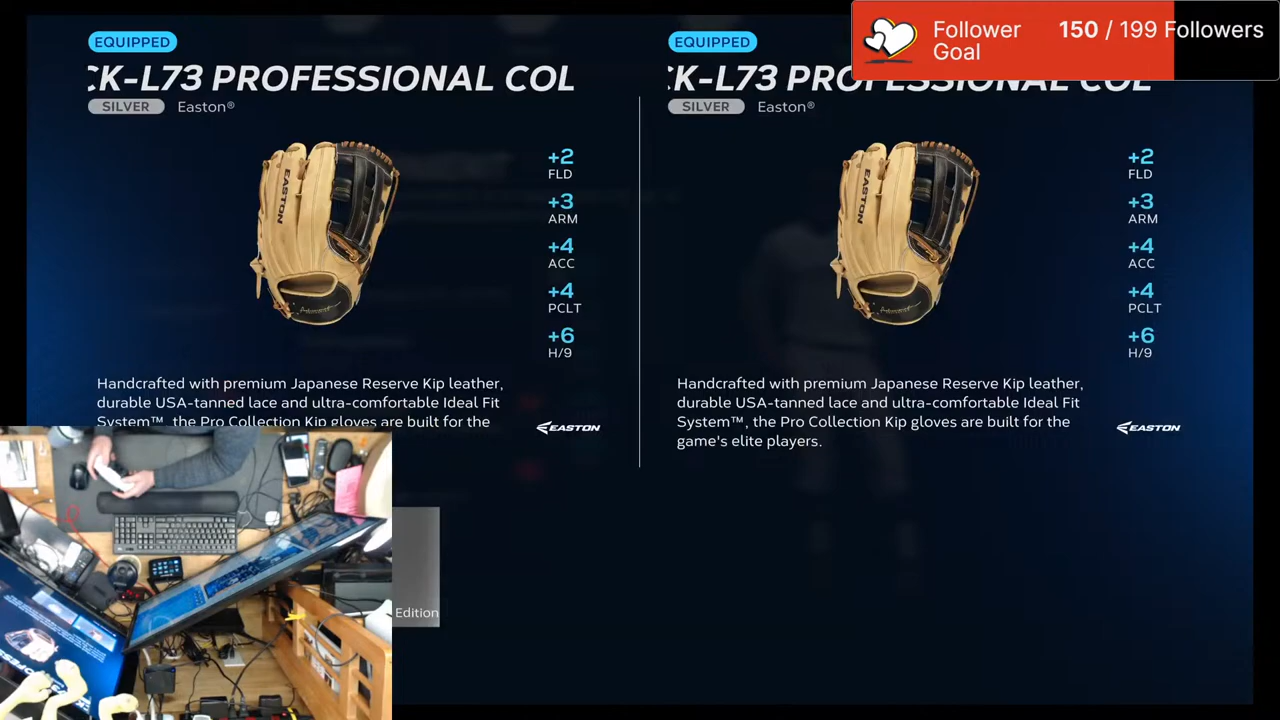 EQUIPPED
CK-L73 PROFESSIONAL COL
SILVER Easton®
EASTON
+2
FLD
+3
ARM
+4
ACC
+4
PCLT
+6
H/9
Handcrafted with premium Japanese Reserve Kip leather,
durable USA-tanned lace and ultra-comfortable Ideal Fit
System™, the Pro Collection Kip gloves are built for the
EASTON
EQUIPPED
CK-L73 PROFESSIONAL COL
SILVER Easton®
EASTON
+2
FLD
+3
ARM
+4
ACC
+4
PCLT
+6
H/9
Handcrafted with premium Japanese Reserve Kip leather,
durable USA-tanned lace and ultra-comfortable Ideal Fit
System™, the Pro Collection Kip gloves are built for the
game's elite players.
EASTON
Follower
Goal
150 / 199 Followers
Edition